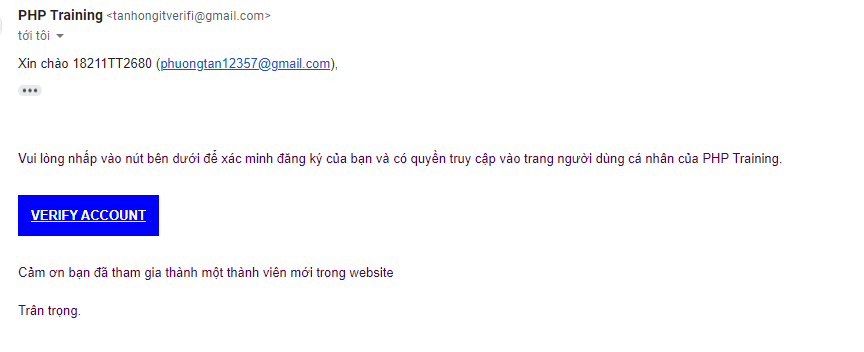 PHP Training <tanhongitverifi@gmail.com>
tới tôi
Xin chào 18211TT2680 (phuongtan12357@gmail.com),
Vui lòng nhấp vào nút bên dưới để xác minh đăng ký của bạn và có quyền truy cập vào trang người dùng cá nhân của PHP Training.
VERIFY ACCOUNT
Cảm ơn bạn đã tham gia thành một thành viên mới trong website
Trân trọng.